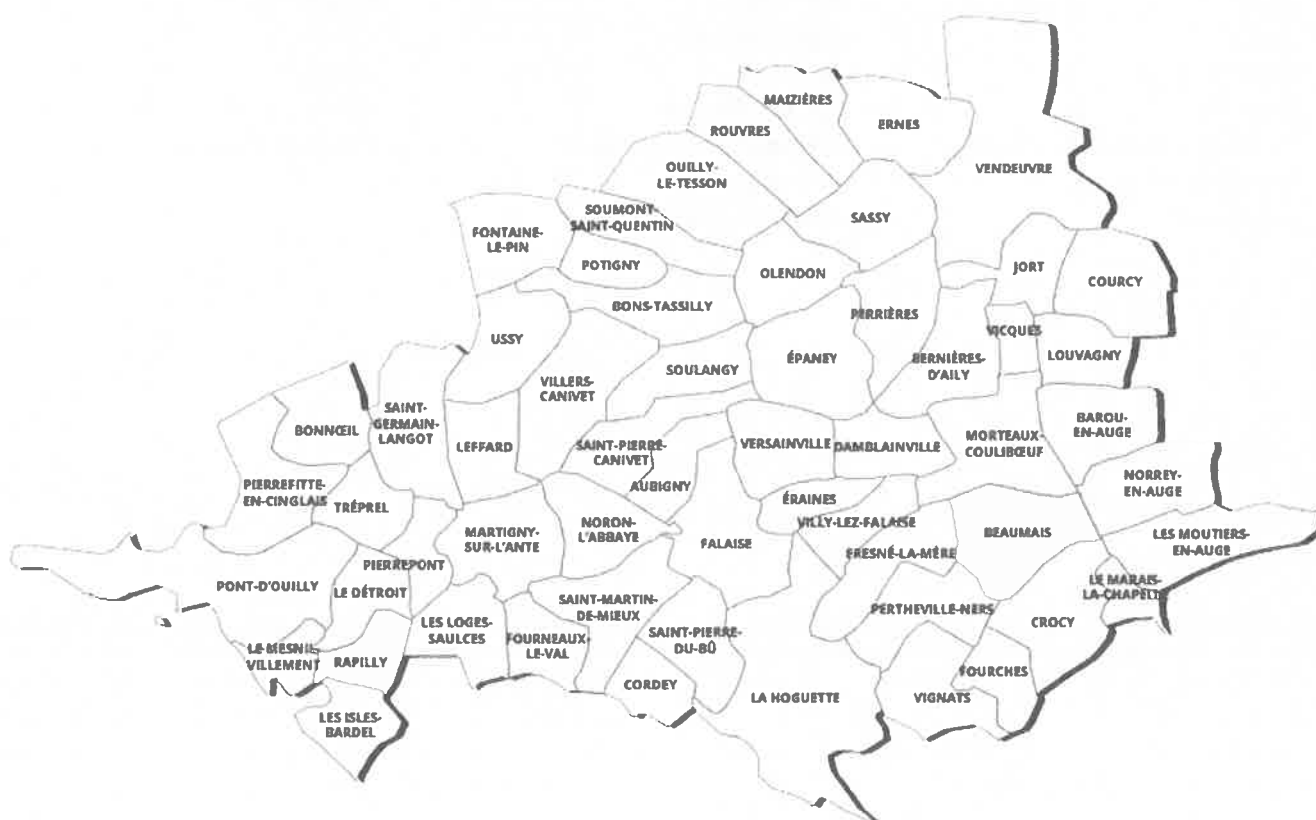 MAIZIÈRES
ERNES
ROUVRES
VENDEUVRE
OUILLY-
LE-TESSON
SOUMONT-
SAINT-QUENTIN
SASSY
FONTAINE-
LE-PIN
POTIGNY
OLENDON
JORT
COURCY
BONS-TASSILLY
PERRIÈRES
VICQUES
USSY
ÉPANEY
LOUVAGNY
SOULANGY
BERNIÈRES-
D'AILY
VILLERS-
CANIVET
SAINT-
GERMAIN-
LANGOT
BONNŒIL
BAROU-
EN-AUGE
LEFFARD
SAINT-PIERRE-
CANIVET
VERSAINVILLE
DAMBLAINVILLE
MORTEAUX-
COULIBŒUF
NORREY-
EN-AUGE
PIERREFITTE-
EN-CINGLAIS
TRÉPREL
AUBIGNY
ÉRAINES
VILLY-LEZ-FALAISE
MARTIGNY-
SUR-L'ANTE
NORON-
L'ABBAYE
FALAISE
BEAUMAIS
LES MOUTIERS-
EN-AUGE
FRESNÉ-LA-MÈRE
PIERREPONT
PONT-D'OUILLY
LE DÉTROIT
LE MARAIS-
LA-CHAPELLE
SAINT-MARTIN-
DE-MIEUX
PERTHEVILLE-NERS
CROCY
LES LOGES-
SAULCES
FOURNEAUX-
LE-VAL
SAINT-PIERRE-
DU-BÛ
LE MESNIL-
VILLEMENT
RAPILLY
FOURCHES
CORDEY
LA HOGUETTE
VIGNATS
LES ISLES-
BARDEL